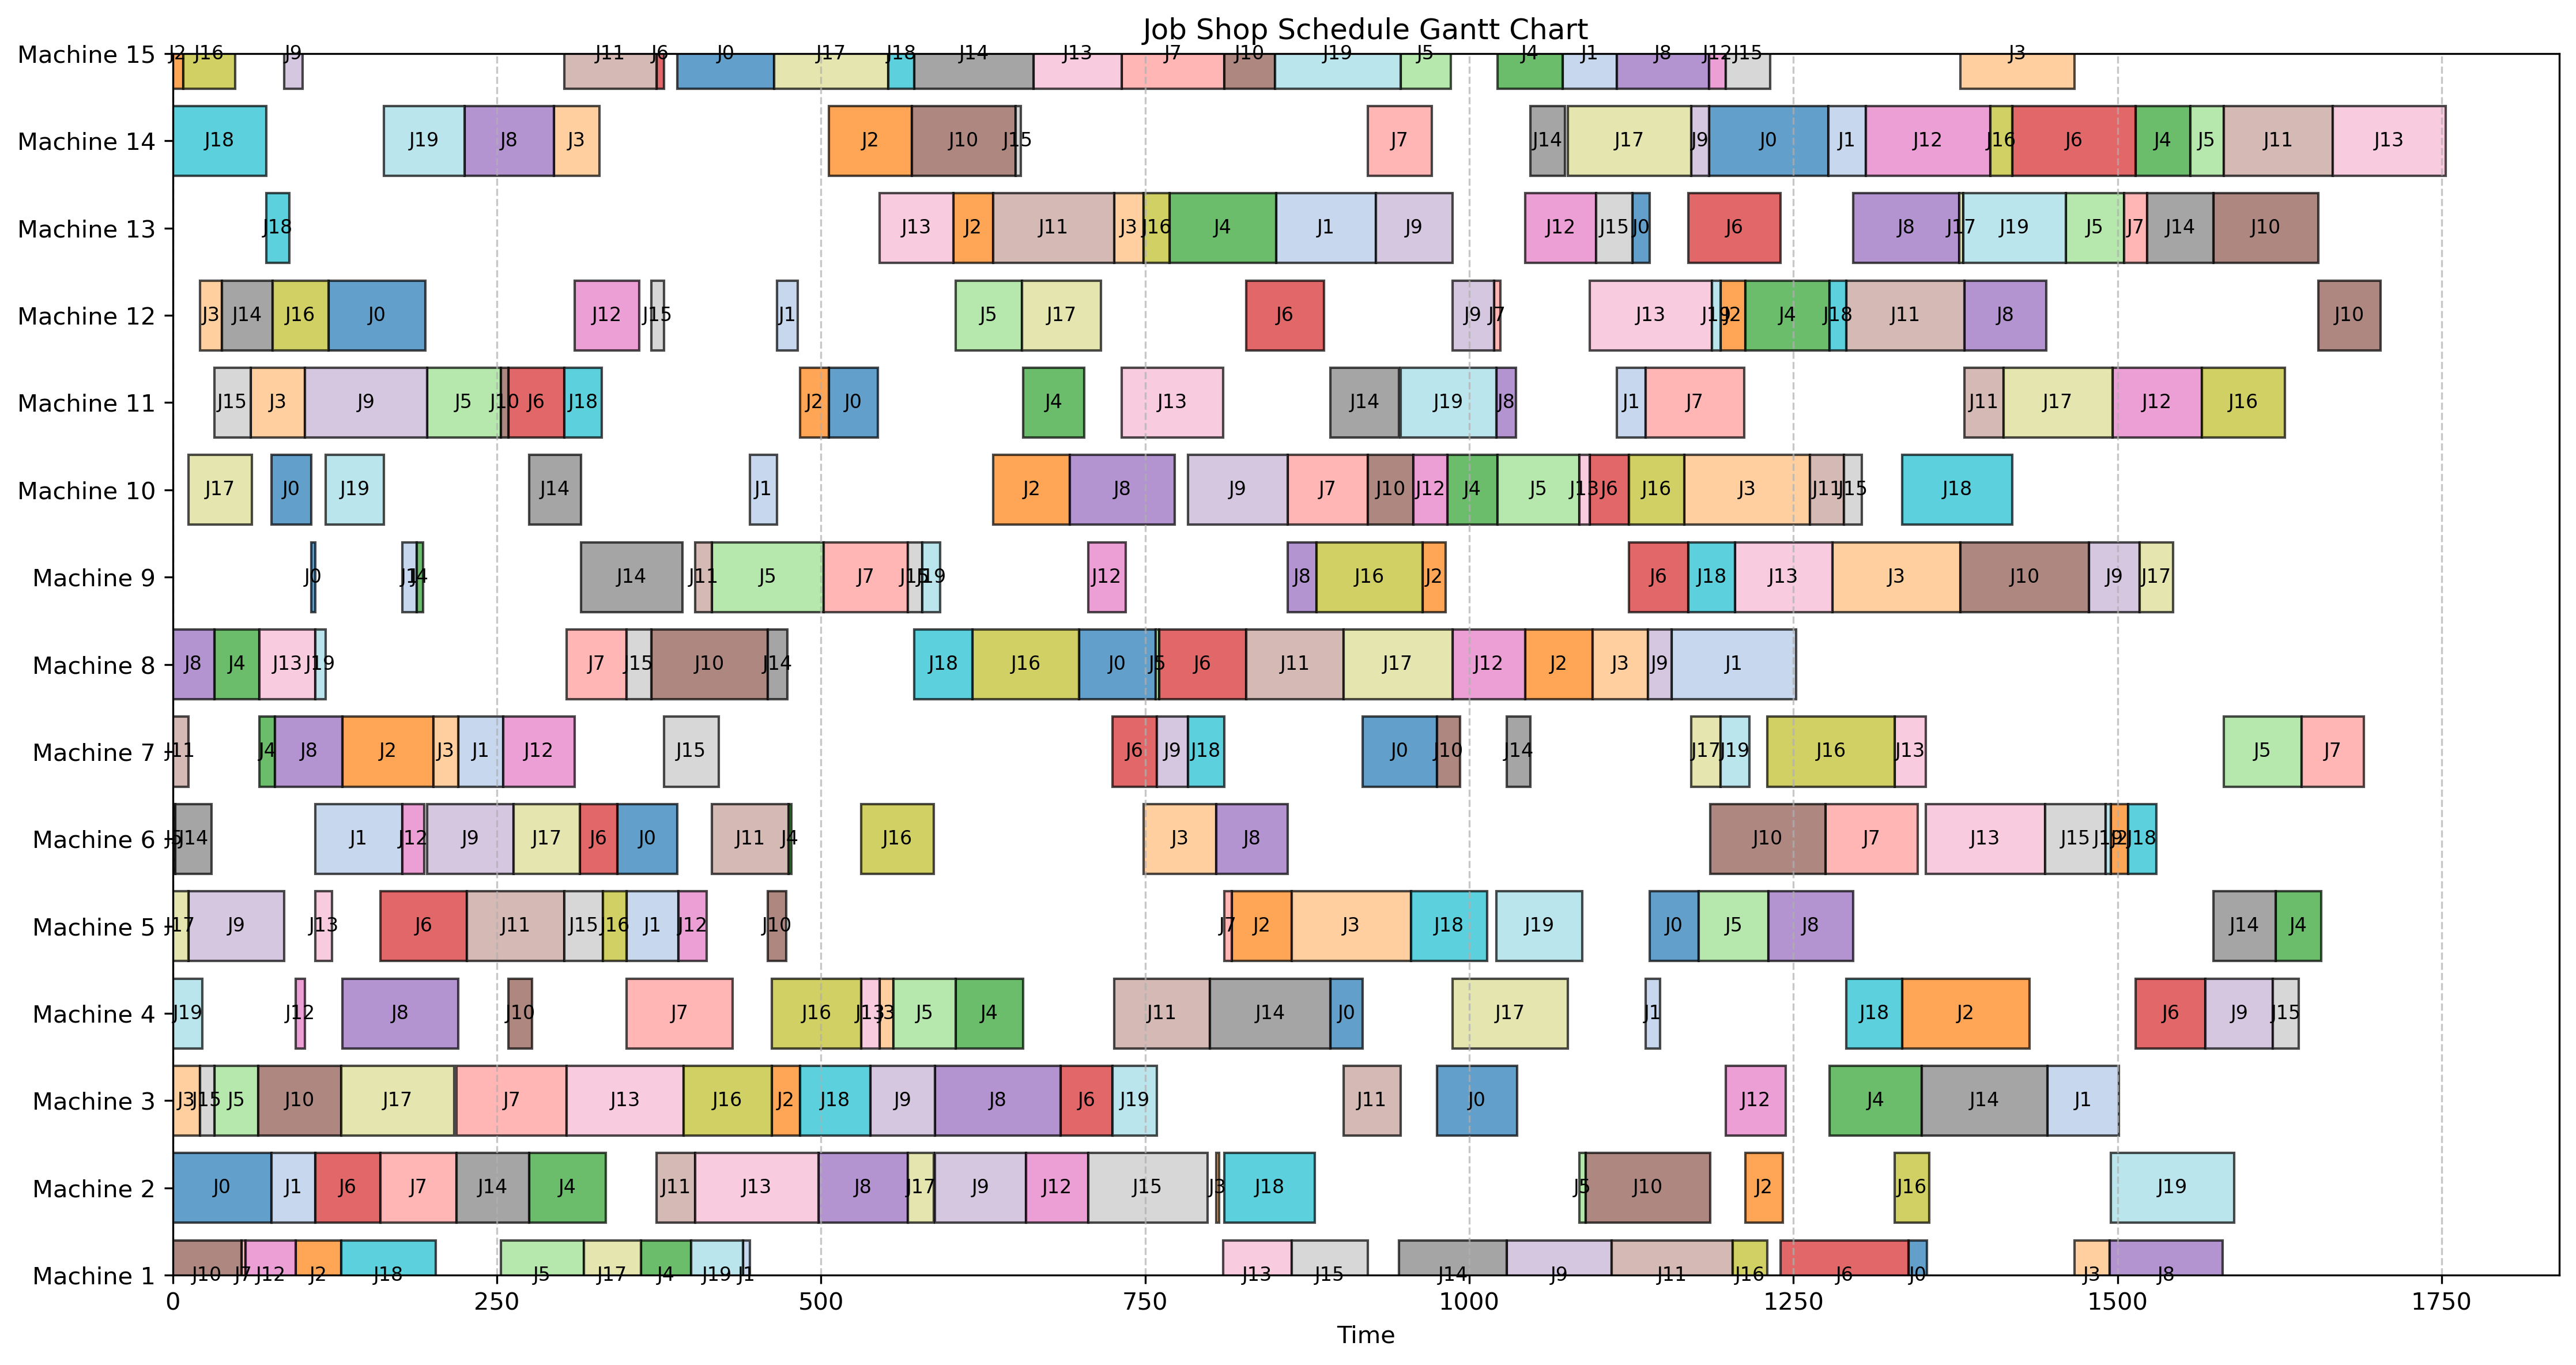 Job Shop Schedule Gantt Chart
Machine 15 J2 J16 J9 J11 J6 J0 J17 J18 J14 J13 J7 J10 J19 J5 J4 J1 J8 J12 J15 J3
Machine 14 J18 J19 J8 J3 J2 J10 J15 J7 J14 J17 J9 J0 J1 J12 J16 J6 J4 J5 J11 J13
Machine 13 J18 J13 J2 J11 J3 J16 J4 J1 J9 J12 J15 J0 J6 J8 J17 J19 J5 J7 J14 J10
Machine 12 J3 J14 J16 J0 J12 J15 J1 J5 J17 J6 J9 J7 J13 J19 J2 J4 J18 J11 J8 J10
Machine 11 J15 J3 J9 J5 J10 J6 J18 J2 J0 J4 J13 J14 J19 J8 J1 J7 J11 J17 J12 J16
Machine 10 J17 J0 J19 J14 J1 J2 J8 J9 J7 J10 J12 J4 J5 J13 J6 J16 J3 J11 J15 J18
Machine 9 J0 J1 J4 J14 J11 J5 J7 J15 J19 J12 J8 J16 J2 J6 J18 J13 J3 J10 J9 J17
Machine 8 J8 J4 J13 J19 J7 J15 J10 J14 J18 J16 J0 J5 J6 J11 J17 J12 J2 J3 J9 J1
Machine 7 J11 J4 J8 J2 J3 J1 J12 J15 J6 J9 J18 J0 J10 J14 J17 J19 J16 J13 J5 J7
Machine 6 J5 J14 J1 J12 J9 J17 J6 J0 J11 J4 J16 J3 J8 J10 J7 J13 J15 J19 J2 J18
Machine 5 J17 J9 J13 J6 J11 J15 J16 J1 J12 J10 J7 J2 J3 J18 J19 J0 J5 J8 J14 J4
Machine 4 J19 J12 J8 J10 J7 J16 J13 J3 J5 J4 J11 J14 J0 J17 J1 J18 J2 J6 J9 J15
Machine 3 J3 J15 J5 J10 J17 J7 J13 J16 J2 J18 J9 J8 J6 J19 J11 J0 J12 J4 J14 J1
Machine 2 J0 J1 J6 J7 J14 J4 J11 J13 J8 J17 J9 J12 J15 J3 J18 J5 J10 J2 J16 J19
Machine 1 J10 J7 J12 J2 J18 J5 J17 J4 J19 J1 J13 J15 J14 J9 J11 J16 J6 J0 J3 J8
0 250 500 750 1000 1250 1500 1750
Time